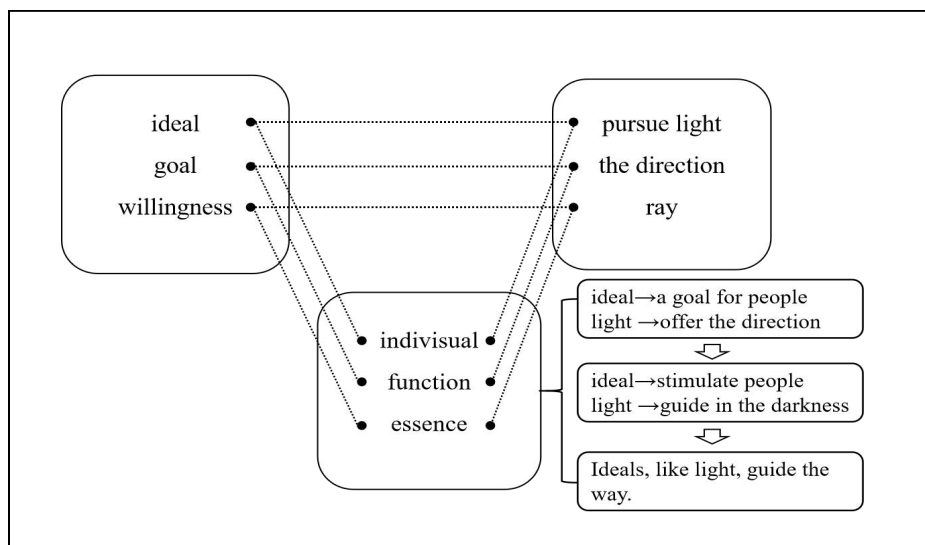 ideal
goal
willingness
pursue light
the direction
ray
indivisual
function
essence
ideal→a goal for people
light →offer the direction
ideal→stimulate people
light →guide in the darkness
Ideals, like light, guide the
way.